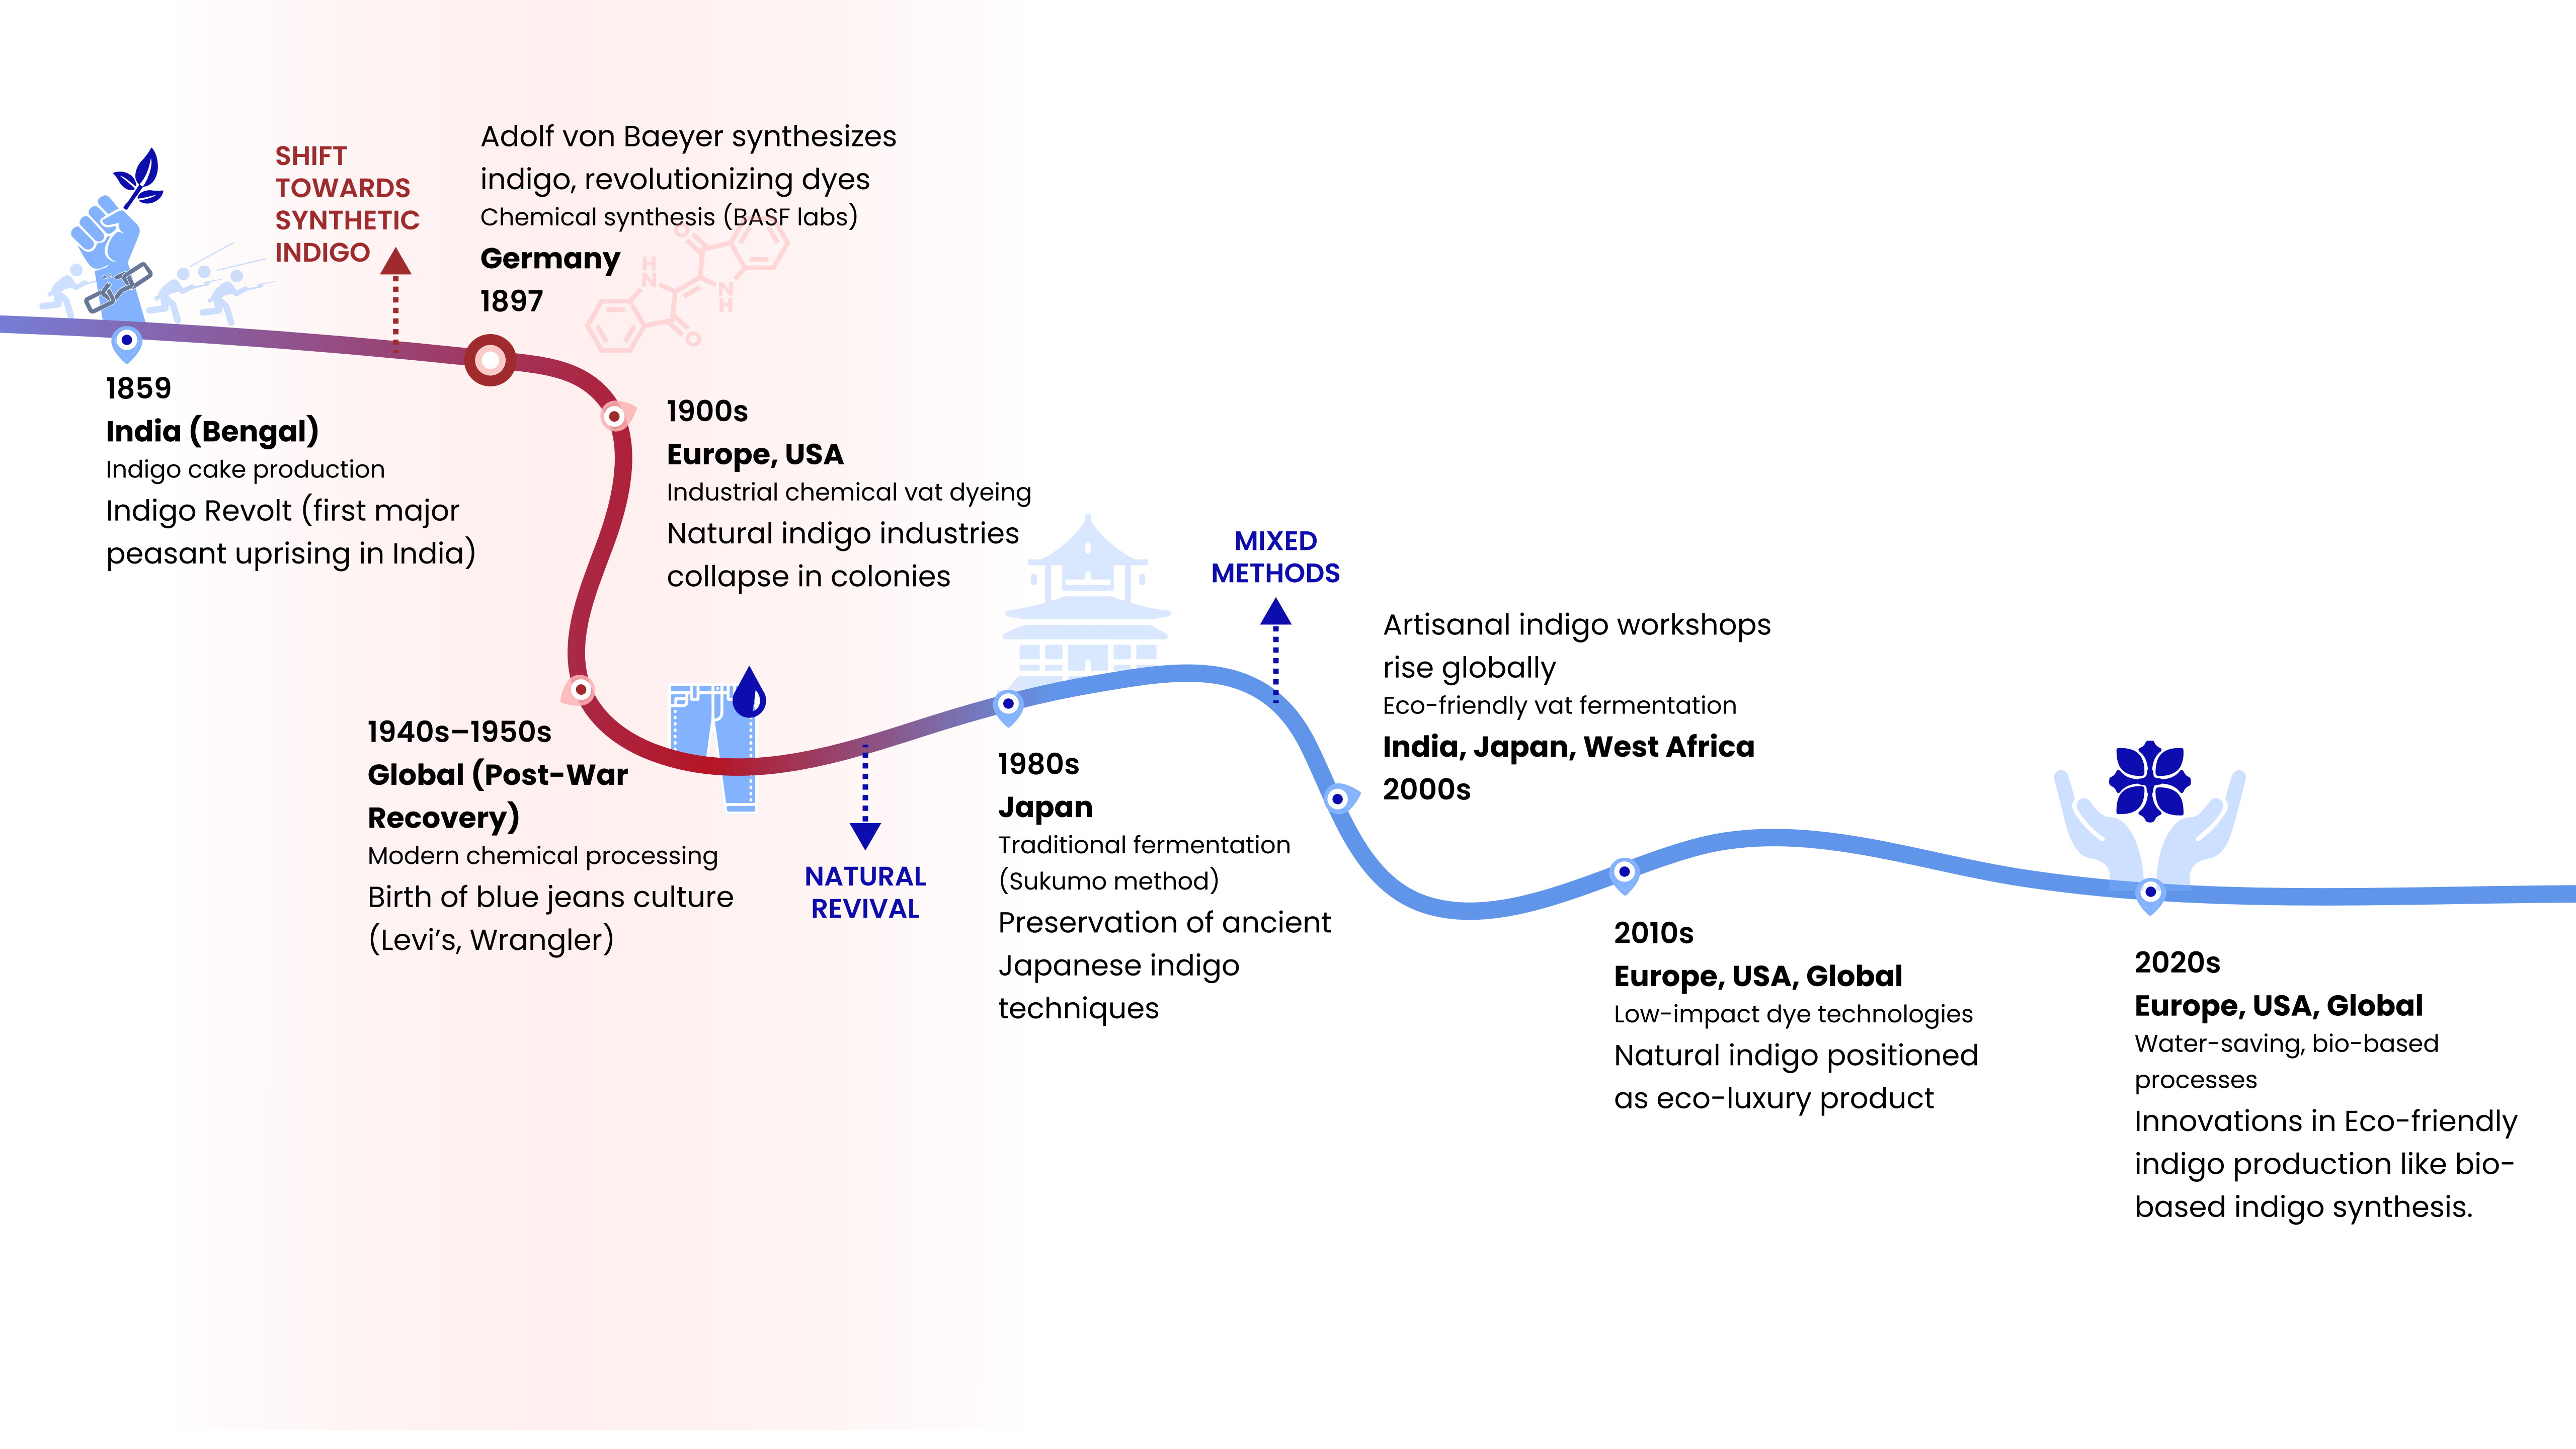 SHIFT
TOWARDS
SYNTHETIC
INDIGO
Adolf von Baeyer synthesizes
indigo, revolutionizing dyes
Chemical synthesis (BASF labs)
Germany
1897
O
H
N
N
H
O
1859
India (Bengal)
Indigo cake production
Indigo Revolt (first major
peasant uprising in India)
1900s
Europe, USA
Industrial chemical vat dyeing
Natural indigo industries
collapse in colonies
1940s–1950s
Global (Post-War
Recovery)
Modern chemical processing
Birth of blue jeans culture
(Levi’s, Wrangler)
NATURAL
REVIVAL
1980s
Japan
Traditional fermentation
(Sukumo method)
Preservation of ancient
Japanese indigo
techniques
MIXED
METHODS
Artisanal indigo workshops
rise globally
Eco-friendly vat fermentation
India, Japan, West Africa
2000s
2010s
Europe, USA, Global
Low-impact dye technologies
Natural indigo positioned
as eco-luxury product
2020s
Europe, USA, Global
Water-saving, bio-based
processes
Innovations in Eco-friendly
indigo production like bio-
based indigo synthesis.